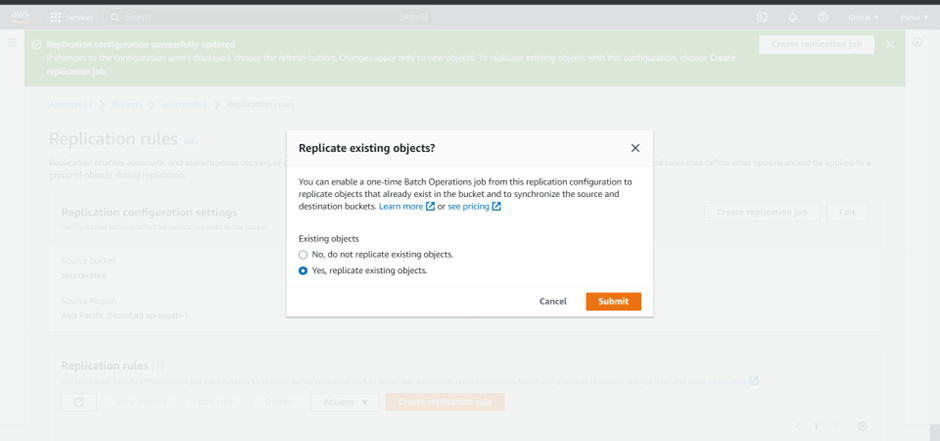 aws
Services
Search
[Alt+S]
Global
Rahul
Replication configuration successfully updated
If changes to the configuration aren't displayed, choose the refresh button. Changes apply only to new objects. To replicate existing objects with this configuration, choose Create
replication job.
Create replication job
Amazon S3 > Buckets > sourcerahul > Replication rules
Replication rules Info
Replication enables automatic and asynchronous copying of
of rules that define what options should be applied to a
group of objects during replication.
Replicate existing objects?
You can enable a one-time Batch Operations job from this replication configuration to
replicate objects that already exist in the bucket and to synchronize the source and
destination buckets. Learn more or see pricing
Existing objects
No, do not replicate existing objects.
Yes, replicate existing objects.
Cancel
Submit
Replication configuration settings
Configuration settings affect all replication rules in this bucket.
Create replication job
Edit
Source bucket
sourcerahul
Source Region
Asia Pacific (Mumbai) ap-south-1
Replication rules (1)
Use replication rules to define options you want Amazon S3 to apply during replication such as server-side encryption, replica ownership, transitioning replicas to another storage class, and more. Learn more
View details
Edit rule
Delete
Actions
Create replication rule
1